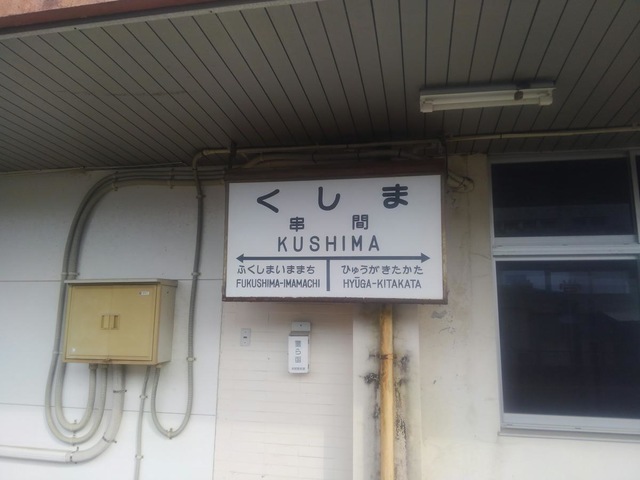 くしま
串間
KUSHIMA
ふくしまいままち ひゅうがきたかた
FUKUSHIMA-IMAMACHI HYŪGA-KITAKATA